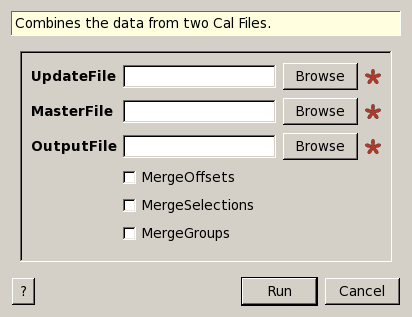 Combines the data from two Cal Files.
UpdateFile Browse *
MasterFile Browse *
OutputFile Browse *
MergeOffsets
MergeSelections
MergeGroups
? Run Cancel